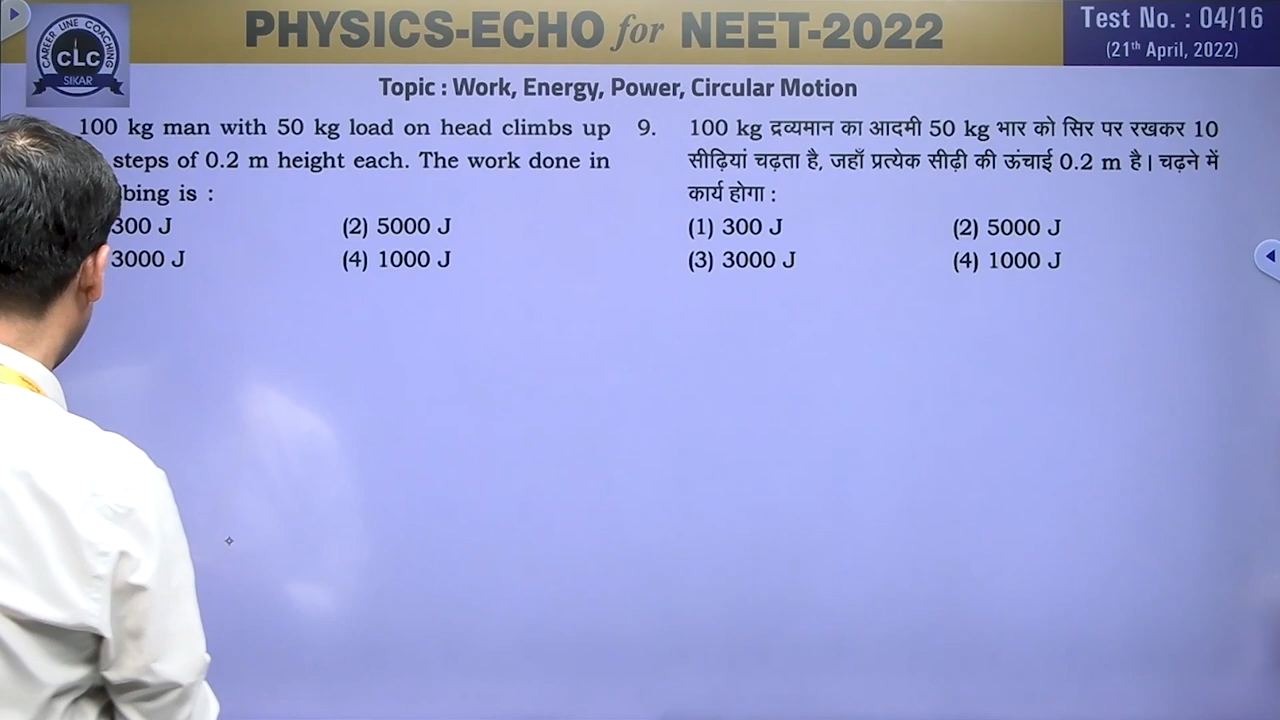 PHYSICS-ECHO for NEET-2022
Test No. : 04/16
(21th April, 2022)
CAREER LINE COACHING
CLC
SIKAR
Topic : Work, Energy, Power, Circular Motion
100 kg man with 50 kg load on head climbs up
steps of 0.2 m height each. The work done in
bing is :
300 J (2) 5000 J
3000 J (4) 1000 J
9. 100 kg द्रव्यमान का आदमी 50 kg भार को सिर पर रखकर 10
सीढ़ियां चढ़ता है, जहाँ प्रत्येक सीढ़ी की ऊंचाई 0.2 m है। चढ़ने में
कार्य होगा :
(1) 300 J (2) 5000 J
(3) 3000 J (4) 1000 J